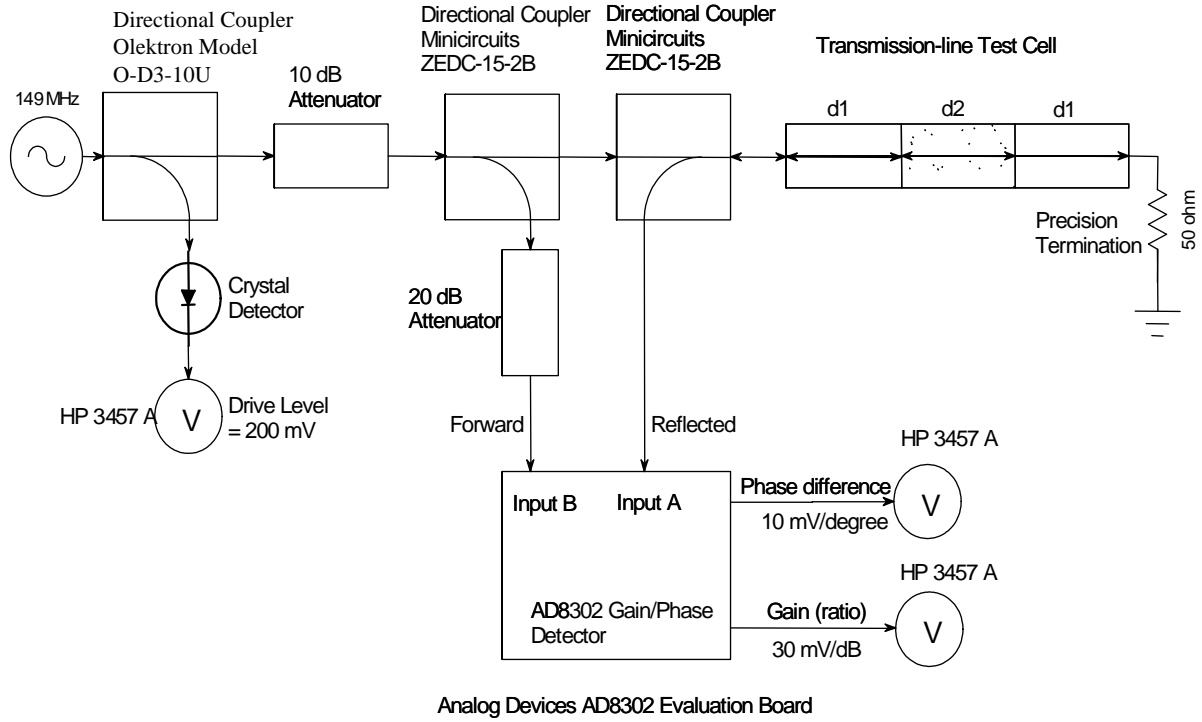 Directional Coupler
Olektron Model
O-D3-10U
149MHz
10 dB
Attenuator
Directional Coupler
Minicircuits
ZEDC-15-2B
Directional Coupler
Minicircuits
ZEDC-15-2B
Transmission-line Test Cell
d1
d2
d1
Precision
Termination
50 ohm
Crystal
Detector
20 dB
Attenuator
HP 3457 A
V
Drive Level
= 200 mV
Forward
Reflected
Input B
Input A
Phase difference
10 mV/degree
HP 3457 A
V
AD8302 Gain/Phase
Detector
Gain (ratio)
30 mV/dB
HP 3457 A
V
Analog Devices AD8302 Evaluation Board